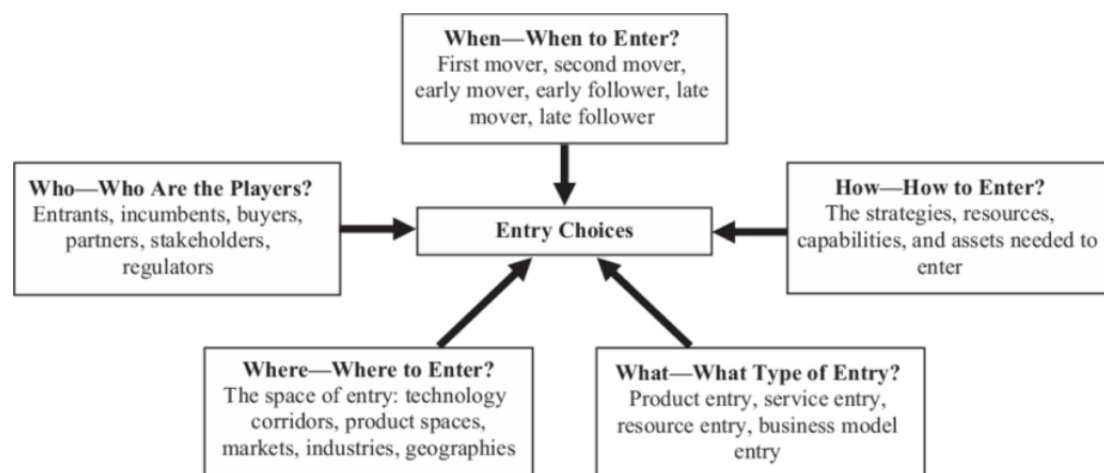 When—When to Enter?
First mover, second mover,
early mover, early follower, late
mover, late follower
Who—Who Are the Players?
Entrants, incumbents, buyers,
partners, stakeholders,
regulators
Entry Choices
How—How to Enter?
The strategies, resources,
capabilities, and assets needed to
enter
Where—Where to Enter?
The space of entry: technology
corridors, product spaces,
markets, industries, geographies
What—What Type of Entry?
Product entry, service entry,
resource entry, business model
entry